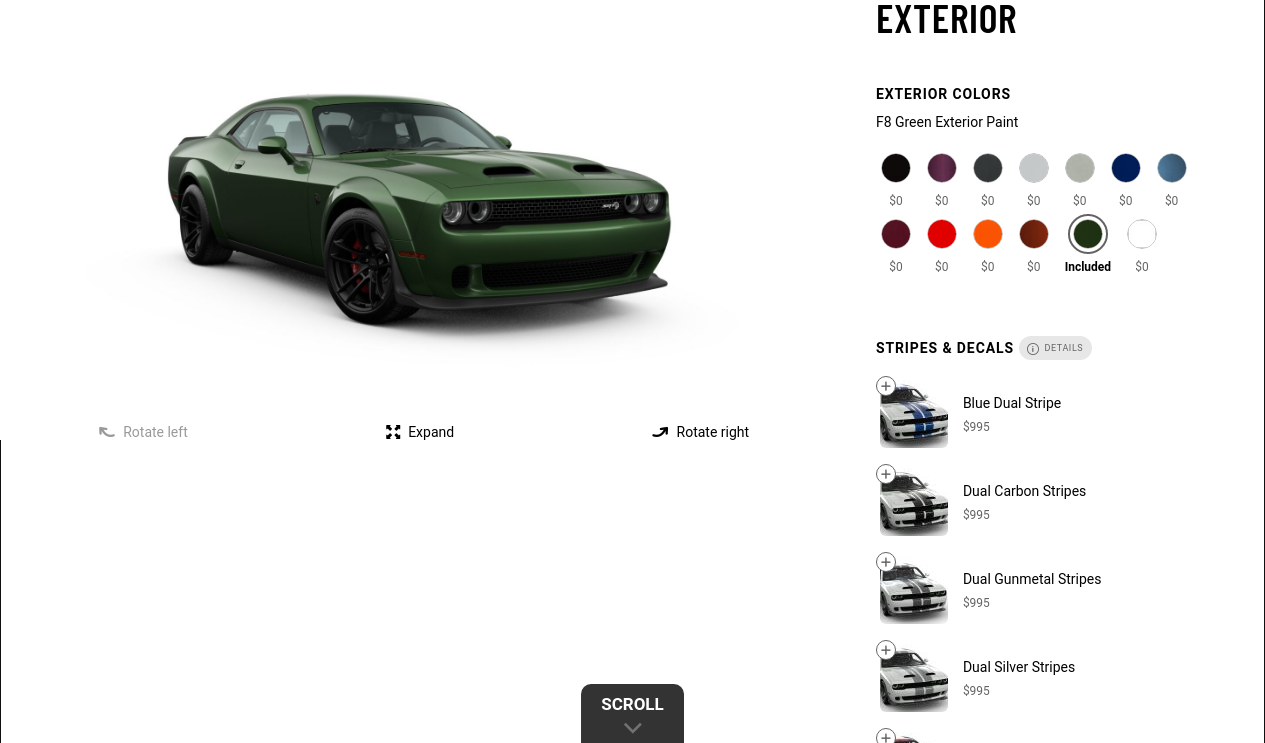 EXTERIOR
EXTERIOR COLORS
F8 Green Exterior Paint
$0 $0 $0 $0 $0 $0 $0
$0 $0 $0 $0 Included $0
STRIPES & DECALS DETAILS
Blue Dual Stripe
$995
Rotate left Expand Rotate right
Dual Carbon Stripes
$995
Dual Gunmetal Stripes
$995
Dual Silver Stripes
$995
SCROLL